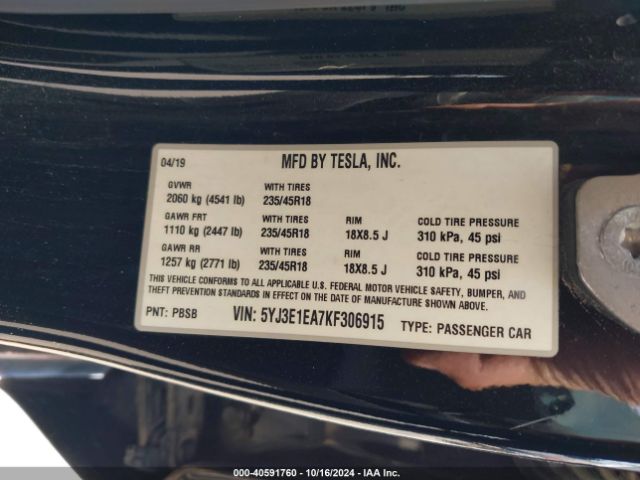 04/19 MFD BY TESLA, INC.
GVWR WITH TIRES
2060 kg (4541 lb) 235/45R18
GAWR FRT WITH TIRES RIM COLD TIRE PRESSURE
1110 kg (2447 lb) 235/45R18 18X8.5 J 310 kPa, 45 psi
GAWR RR WITH TIRES RIM COLD TIRE PRESSURE
1257 kg (2771 lb) 235/45R18 18X8.5 J 310 kPa, 45 psi
THIS VEHICLE CONFORMS TO ALL APPLICABLE U.S. FEDERAL MOTOR VEHICLE SAFETY, BUMPER, AND
THEFT PREVENTION STANDARDS IN EFFECT ON THE DATE OF MANUFACTURE SHOWN ABOVE.
PNT: PBSB VIN: 5YJ3E1EA7KF306915 TYPE: PASSENGER CAR
000-40591760 - 10/16/2024 - IAA Inc.